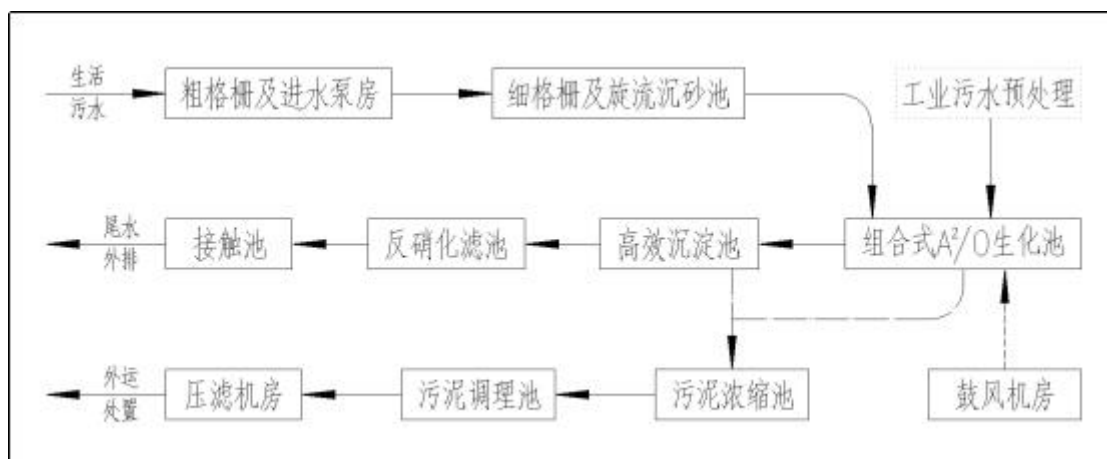 生活
污水
粗格栅及进水泵房
细格栅及旋流沉砂池
工业污水预处理
尾水
外排
接触池
反硝化滤池
高效沉淀池
组合式A²/O生化池
外运
处置
压滤机房
污泥调理池
污泥浓缩池
鼓风机房